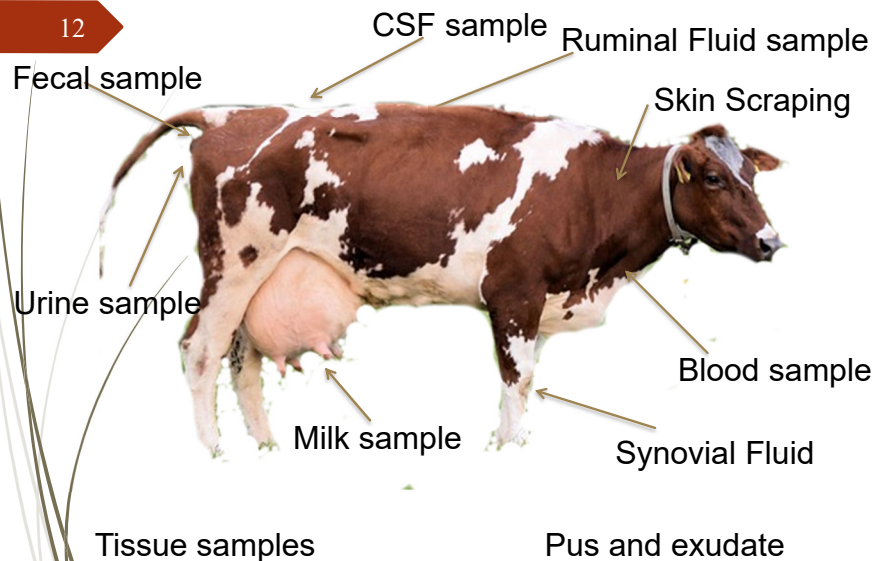 12
CSF sample
Ruminal Fluid sample
Fecal sample
Skin Scraping
Urine sample
Blood sample
Milk sample
Synovial Fluid
Tissue samples
Pus and exudate